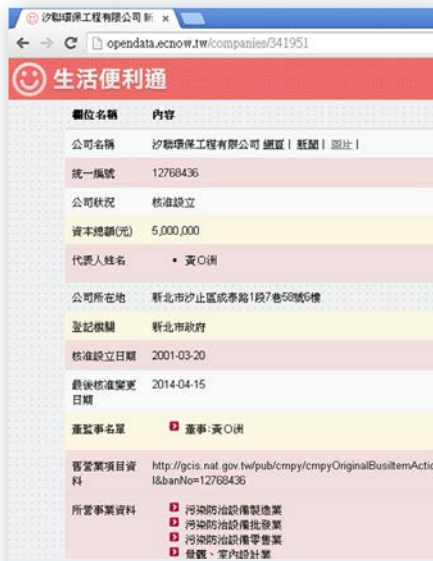 汐聯環保工程有限公司 新
opendata.ecnow.tw/companies/341951
生活便利通
欄位名稱 內容
公司名稱 汐聯環保工程有限公司 網頁 | 新聞 | 圖片 |
統一編號 12768436
公司狀況 核准設立
資本總額(元) 5,000,000
代表人姓名 • 黃○洲
公司所在地 新北市汐止區成泰路1段7巷58號6樓
登記機關 新北市政府
核准設立日期 2001-03-20
最後核准變更 2014-04-15
日期
董監事名單 董事:黃○洲
舊營業項目資 http://gcis.nat.gov.tw/pub/cmpy/cmpyOriginalBusiItemActio
料 l&banNo=12768436
所營事業資料 污染防治設備製造業
污染防治設備批發業
污染防治設備零售業
景觀、室內設計業